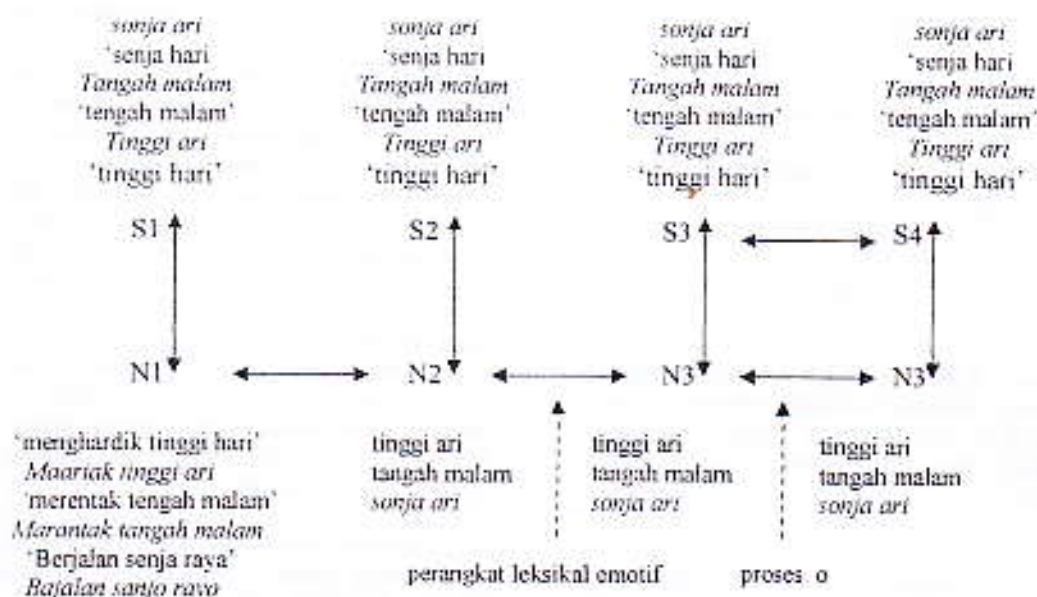 sonja ari
‘senja hari
Tangah malam
‘tengah malam’
Tinggi ari
‘tinggi hari’
sonja ari
‘senja hari
Tangah malam
‘tengah malam’
Tinggi ari
‘tinggi hari’
sonja ari
‘senja hari
Tangah malam
‘tengah malam’
Tinggi ari
‘tinggi hari’
sonja ari
‘senja hari
Tangah malam
‘tengah malam’
Tinggi ari
‘tinggi hari’
S1
S2
S3
S4
N1
N2
N3
N3
‘menghardik tinggi hari’
Maariak tinggi ari
‘merentak tengah malam’
Marantak tangah malam
‘Berjalan senja raya’
Bajalan sanjo rayo
tinggi ari
tangah malam
sonja ari
tinggi ari
tangah malam
sonja ari
tinggi ari
tangah malam
sonja ari
perangkat leksikal emotif
proses o